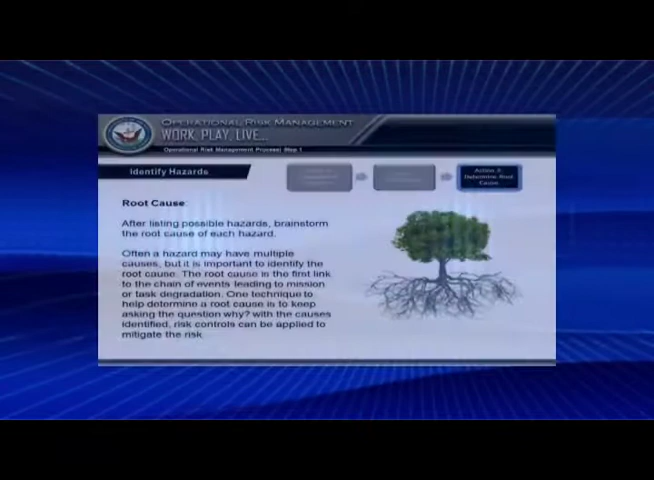 OPERATIONAL RISK MANAGEMENT
WORK, PLAY, LIVE...
Operational Risk Management Process| Step 1
Identify Hazards
Action 3:
Determine Root
Cause
Root Cause:
After listing possible hazards, brainstorm
the root cause of each hazard.
Often a hazard may have multiple
causes, but it is important to identify the
root cause. The root cause is the first link
to the chain of events leading to mission
or task degradation. One technique to
help determine a root cause is to keep
asking the question why? with the causes
identified, risk controls can be applied to
mitigate the risk.